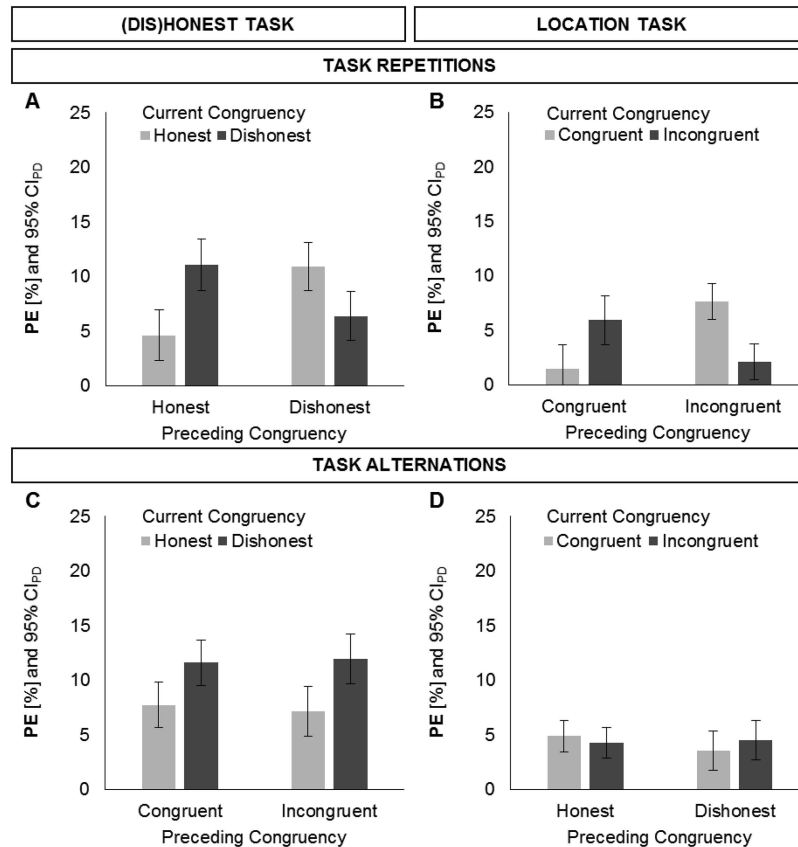 (DIS)HONEST TASK
LOCATION TASK
TASK REPETITIONS
A
Current Congruency
Honest Dishonest
PE [%] and 95% CI_PD
25
20
15
10
5
0
Honest Dishonest
Preceding Congruency
B
Current Congruency
Congruent Incongruent
PE [%] and 95% CI_PD
25
20
15
10
5
0
Congruent Incongruent
Preceding Congruency
TASK ALTERNATIONS
C
Current Congruency
Honest Dishonest
PE [%] and 95% CI_PD
25
20
15
10
5
0
Congruent Incongruent
Preceding Congruency
D
Current Congruency
Congruent Incongruent
PE [%] and 95% CI_PD
25
20
15
10
5
0
Honest Dishonest
Preceding Congruency